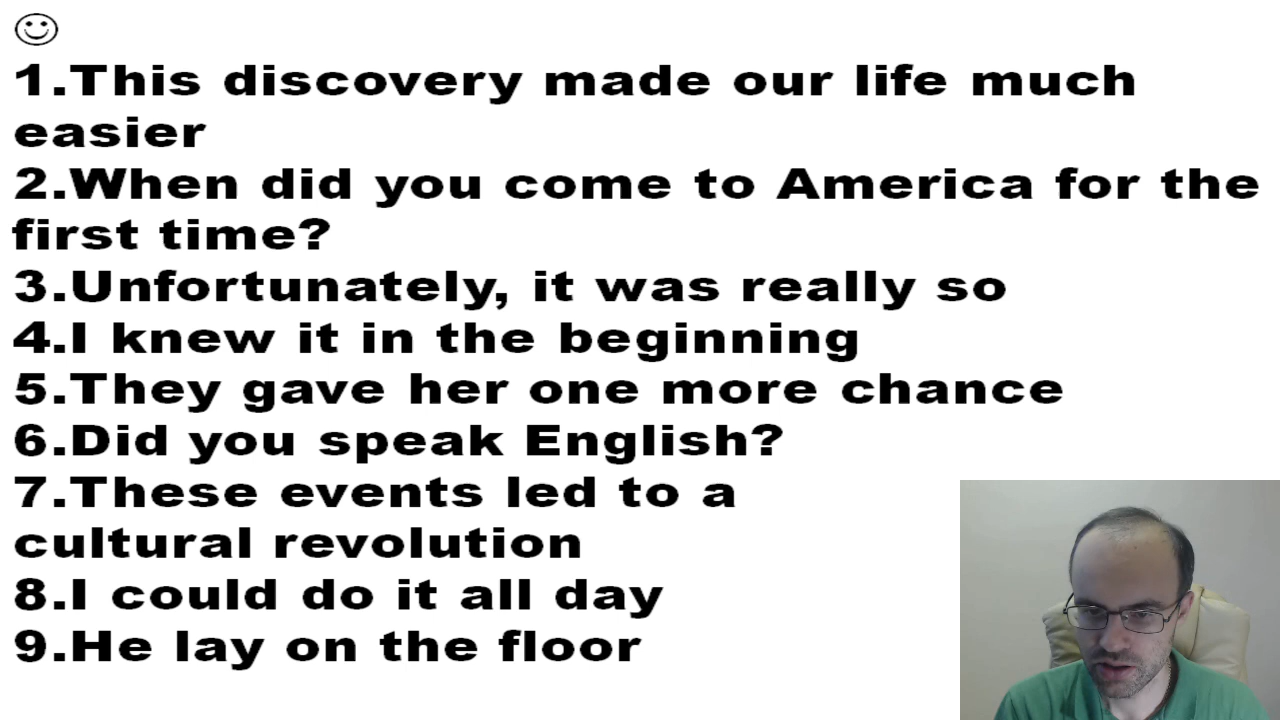 1.This discovery made our life much
easier
2.When did you come to America for the
first time?
3.Unfortunately, it was really so
4.I knew it in the beginning
5.They gave her one more chance
6.Did you speak English?
7.These events led to a
cultural revolution
8.I could do it all day
9.He lay on the floor